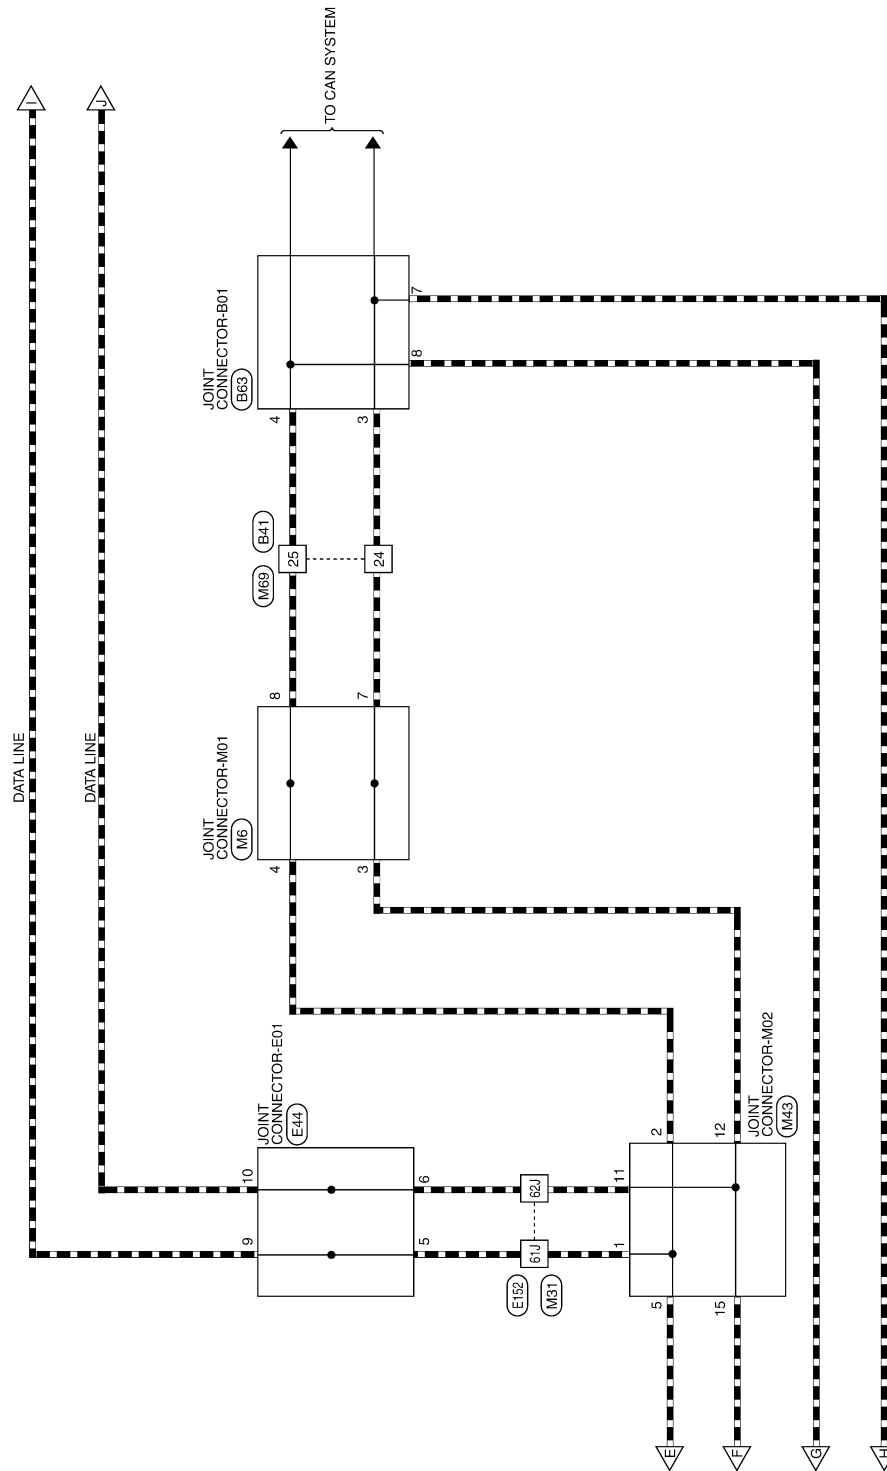 I
J
TO CAN SYSTEM
DATA LINE
DATA LINE
JOINT
CONNECTOR-B01
B63
4
3
8
7
M69
B41
25
24
JOINT
CONNECTOR-M01
M6
8
7
4
3
JOINT
CONNECTOR-E01
E44
9
10
5
6
E152
M31
61J
62J
1
11
2
12
5
15
JOINT
CONNECTOR-M02
M43
E
F
G
H